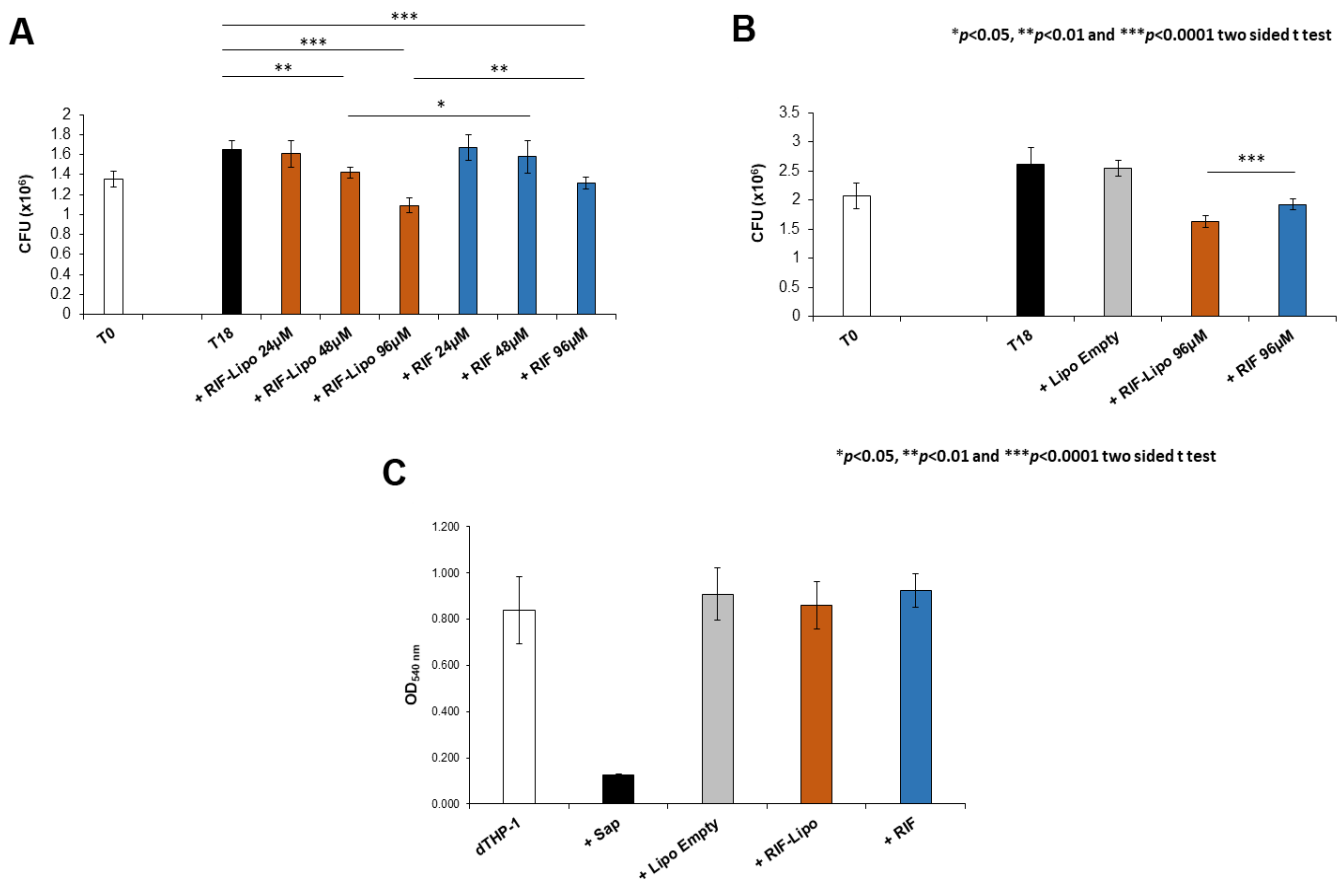 A
***
***
**
**
*
CFU (x10⁶)
2
1.8
1.6
1.4
1.2
1
0.8
0.6
0.4
0.2
0
T0
T18
+ RIF-Lipo 24µM
+ RIF-Lipo 48µM
+ RIF-Lipo 96µM
+ RIF 24µM
+ RIF 48µM
+ RIF 96µM
B
*p<0.05, **p<0.01 and ***p<0.0001 two sided t test
***
CFU (x10⁶)
3.5
3
2.5
2
1.5
1
0.5
0
T0
T18
+ Lipo Empty
+ RIF-Lipo 96µM
+ RIF 96µM
*p<0.05, **p<0.01 and ***p<0.0001 two sided t test
C
OD540 nm
1.200
1.000
0.800
0.600
0.400
0.200
0.000
dTHP-1
+ Sap
+ Lipo Empty
+ RIF-Lipo
+ RIF